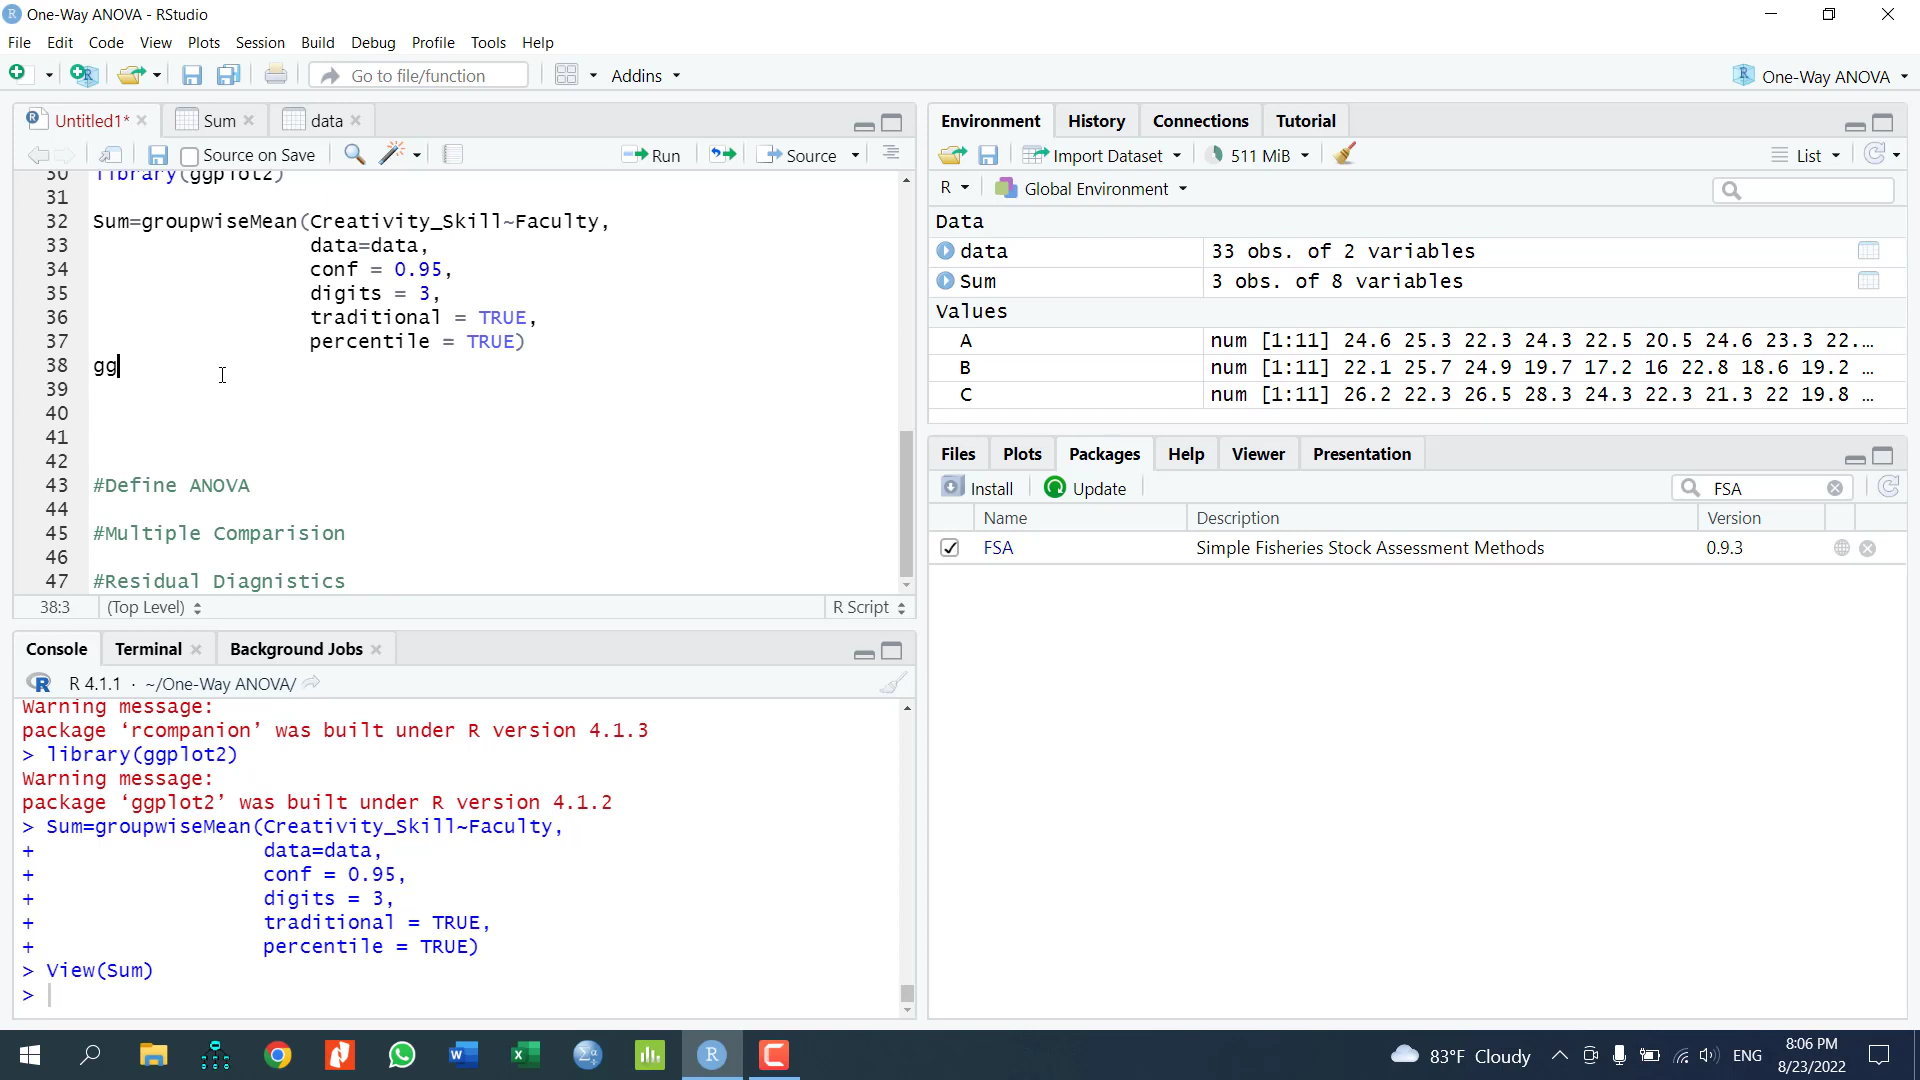 One-Way ANOVA - RStudio
File Edit Code View Plots Session Build Debug Profile Tools Help
Go to file/function Addins One-Way ANOVA
Untitled1* Sum data
Source on Save Run Source
30 library(ggplot2)
31
32 Sum=groupwiseMean(Creativity_Skill~Faculty,
33 data=data,
34 conf = 0.95,
35 digits = 3,
36 traditional = TRUE,
37 percentile = TRUE)
38 gg
39
40
41
42
43 #Define ANOVA
44
45 #Multiple Comparision
46
47 #Residual Diagnistics
38:3 (Top Level) R Script
Console Terminal Background Jobs
R 4.1.1 · ~/One-Way ANOVA/
Warning message:
package ‘rcompanion’ was built under R version 4.1.3
> library(ggplot2)
Warning message:
package ‘ggplot2’ was built under R version 4.1.2
> Sum=groupwiseMean(Creativity_Skill~Faculty,
+ data=data,
+ conf = 0.95,
+ digits = 3,
+ traditional = TRUE,
+ percentile = TRUE)
> View(Sum)
>
Environment History Connections Tutorial
Import Dataset 511 MiB List
R Global Environment
Data
data 33 obs. of 2 variables
Sum 3 obs. of 8 variables
Values
A num [1:11] 24.6 25.3 22.3 24.3 22.5 20.5 24.6 23.3 22.…
B num [1:11] 22.1 25.7 24.9 19.7 17.2 16 22.8 18.6 19.2 …
C num [1:11] 26.2 22.3 26.5 28.3 24.3 22.3 21.3 22 19.8 …
Files Plots Packages Help Viewer Presentation
Install Update FSA
Name Description Version
FSA Simple Fisheries Stock Assessment Methods 0.9.3
83°F Cloudy ENG 8:06 PM
8/23/2022